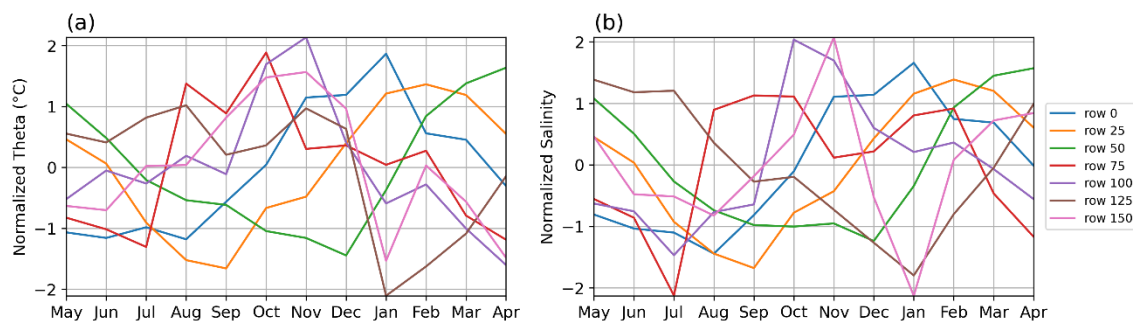 (a)
Normalized Theta (°C)
2
1
0
−1
−2
May Jun Jul Aug Sep Oct Nov Dec Jan Feb Mar Apr
(b)
Normalized Salinity
2
1
0
−1
−2
May Jun Jul Aug Sep Oct Nov Dec Jan Feb Mar Apr
row 0
row 25
row 50
row 75
row 100
row 125
row 150